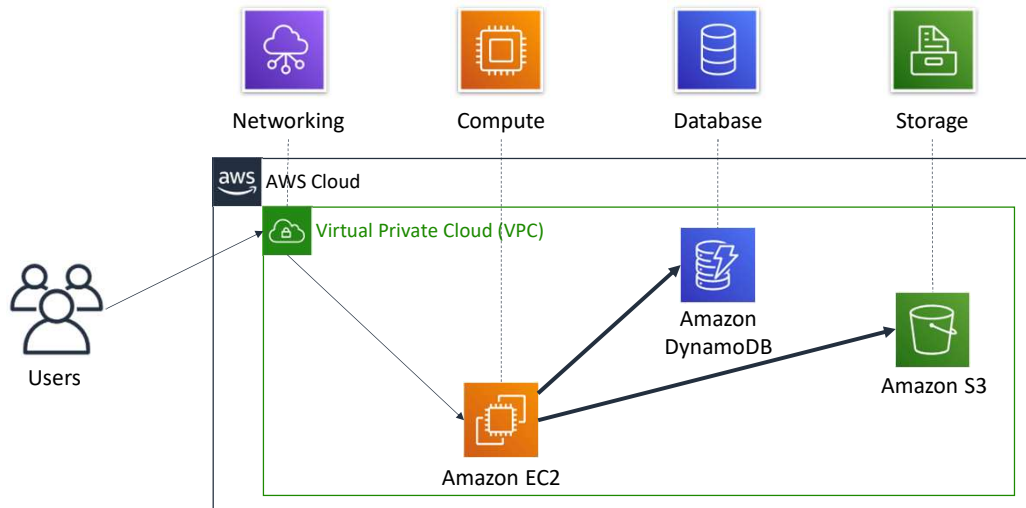 Networking
Compute
Database
Storage
aws
AWS Cloud
Virtual Private Cloud (VPC)
Users
Amazon
DynamoDB
Amazon S3
Amazon EC2